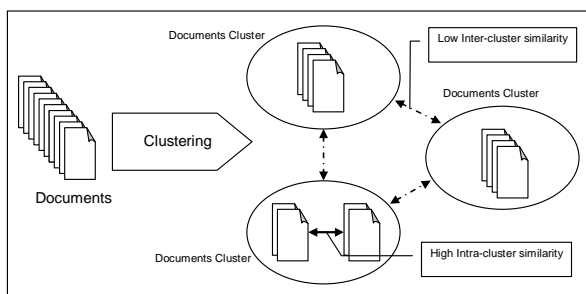 Documents Cluster
Low Inter-cluster similarity
Documents Cluster
Clustering
Documents
Documents Cluster
High Intra-cluster similarity